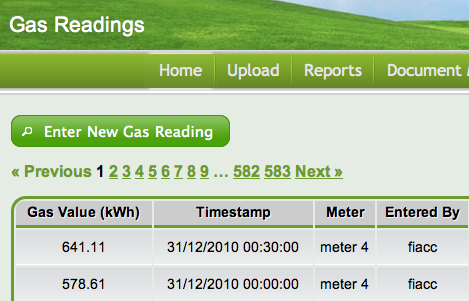 Gas Readings
Home Upload Reports Document
Enter New Gas Reading
« Previous 1 2 3 4 5 6 7 8 9 ... 582 583 Next »
Gas Value (kWh) Timestamp Meter Entered By
641.11 31/12/2010 00:30:00 meter 4 fiacc
578.61 31/12/2010 00:00:00 meter 4 fiacc